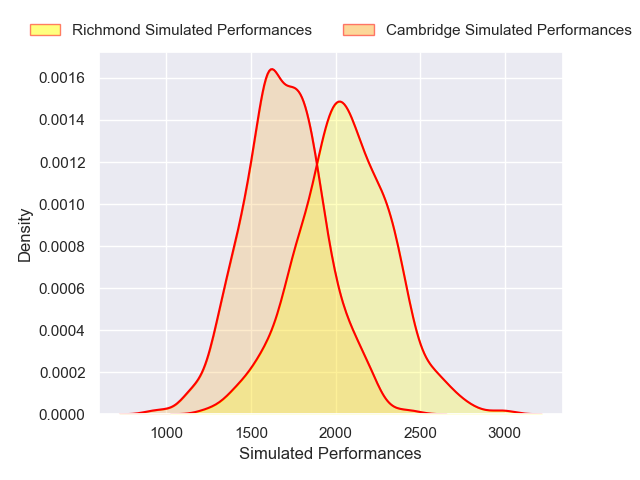 Richmond Simulated Performances Cambridge Simulated Performances
0.0016
0.0014
0.0012
0.0010
0.0008
0.0006
0.0004
0.0002
0.0000
Density
1000 1500 2000 2500 3000
Simulated Performances